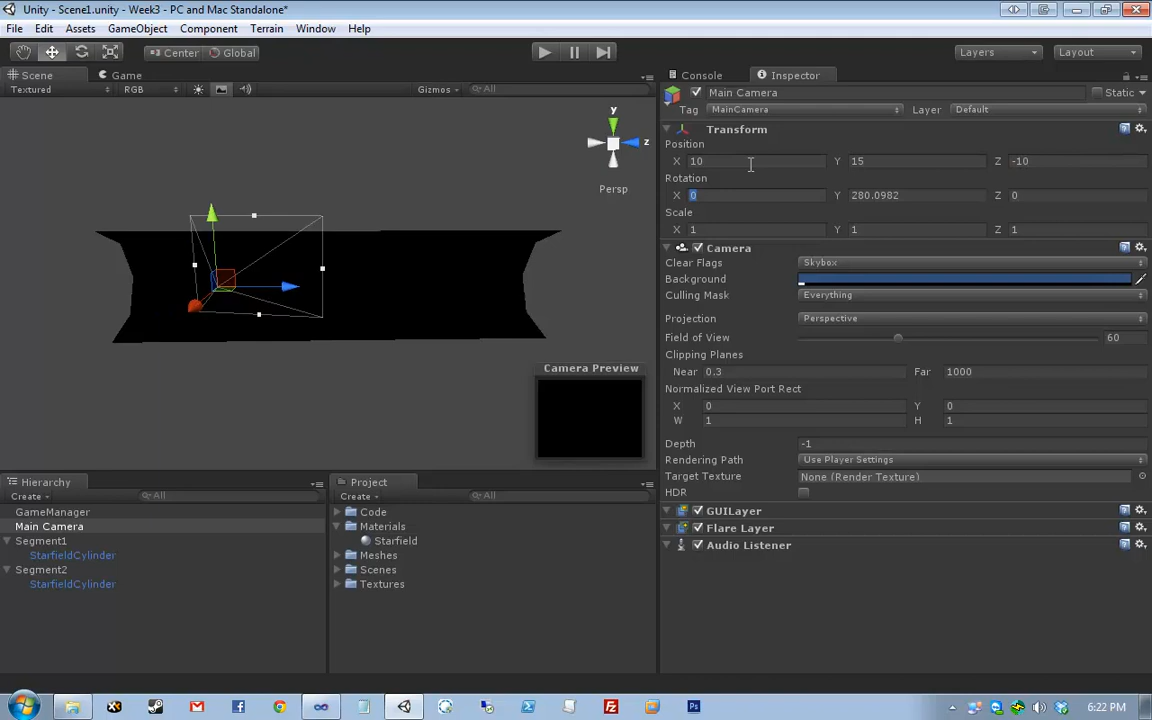 Unity - Scene1.unity - Week3 - PC and Mac Standalone*
File Edit Assets GameObject Component Terrain Window Help
Center Global Layers Layout
Scene Game Console Inspector
Textured RGB Gizmos All
Main Camera Static
Tag MainCamera Layer Default
Transform
Position
X 10 Y 15 Z -10
Rotation
X 0 Y 280.0982 Z 0
Scale
X 1 Y 1 Z 1
y
z
Persp
Camera
Clear Flags Skybox
Background
Culling Mask Everything
Projection Perspective
Field of View 60
Clipping Planes
Near 0.3 Far 1000
Normalized View Port Rect
X 0 Y 0
W 1 H 1
Depth -1
Rendering Path Use Player Settings
Target Texture None (Render Texture)
HDR
GUILayer
Flare Layer
Audio Listener
Camera Preview
Hierarchy
Create All
GameManager
Main Camera
Segment1
StarfieldCylinder
Segment2
StarfieldCylinder
Project
Create All
Code
Materials
Starfield
Meshes
Scenes
Textures
Ps
6:22 PM